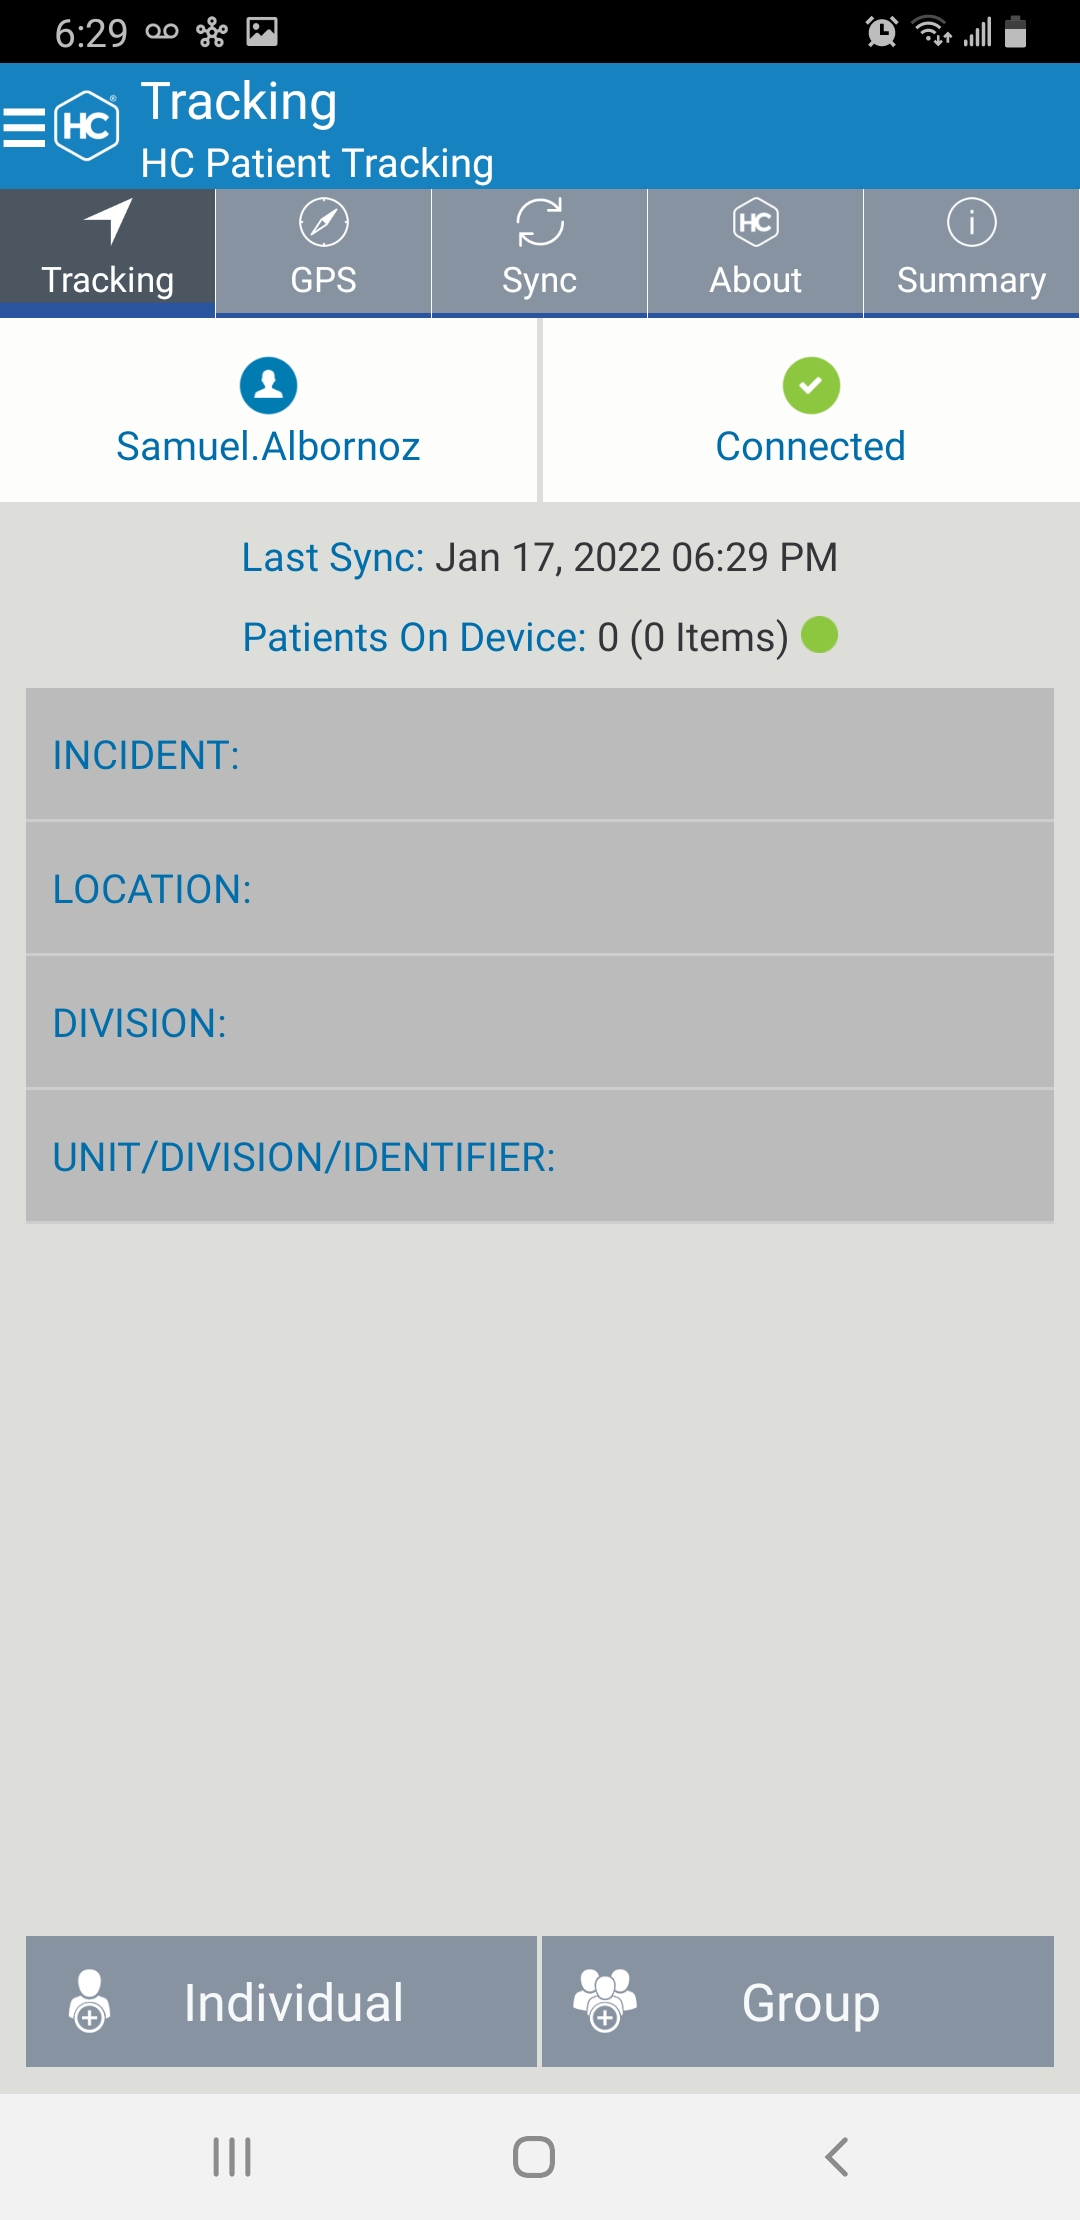 6:29
HC
Tracking
HC Patient Tracking
Tracking
GPS
Sync
HC
About
Summary
Samuel.Albornoz
Connected
Last Sync: Jan 17, 2022 06:29 PM
Patients On Device: 0 (0 Items)
INCIDENT:
LOCATION:
DIVISION:
UNIT/DIVISION/IDENTIFIER:
Individual
Group